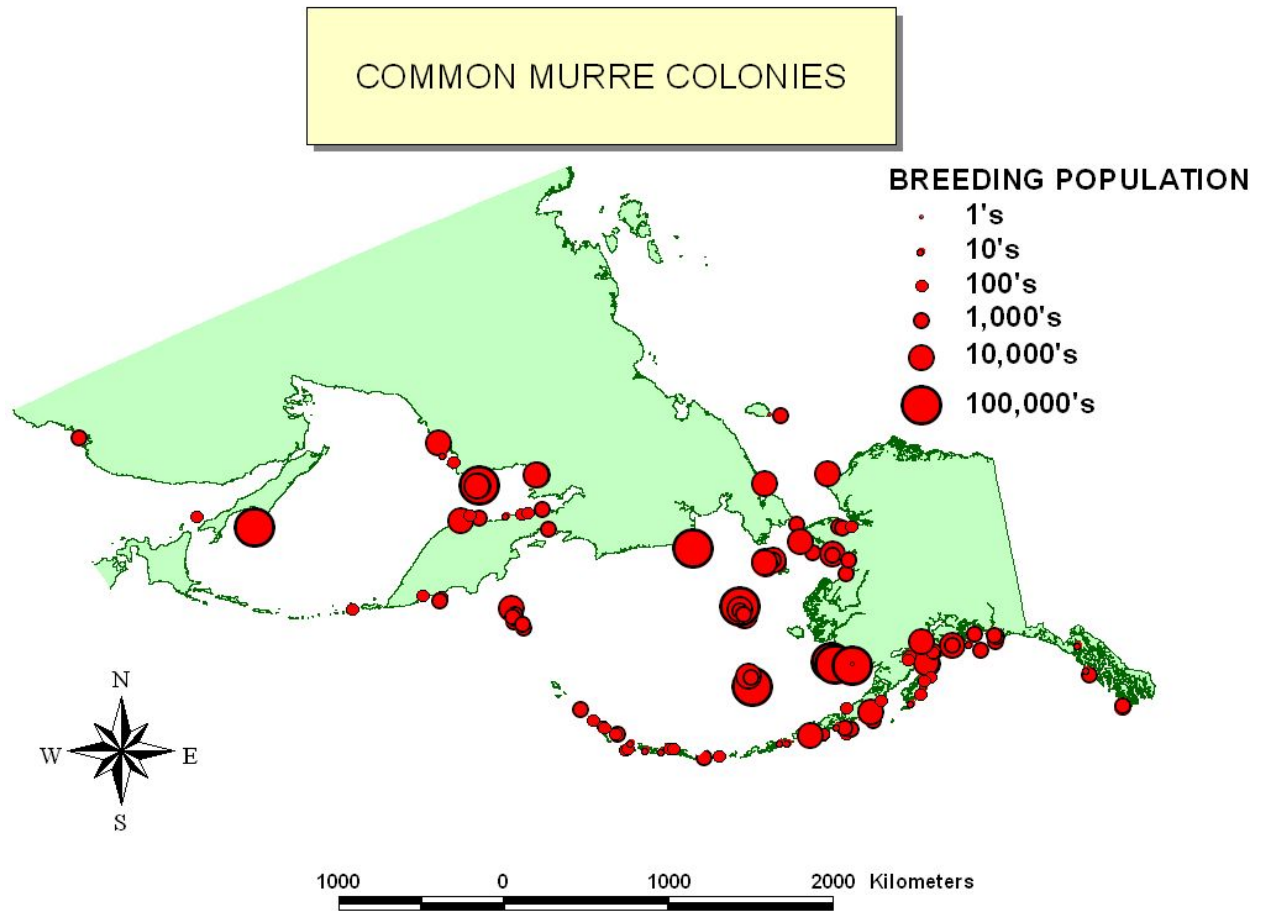 COMMON MURRE COLONIES
BREEDING POPULATION
1's
10's
100's
1,000's
10,000's
100,000's
N
W E
S
1000 0 1000 2000 Kilometers